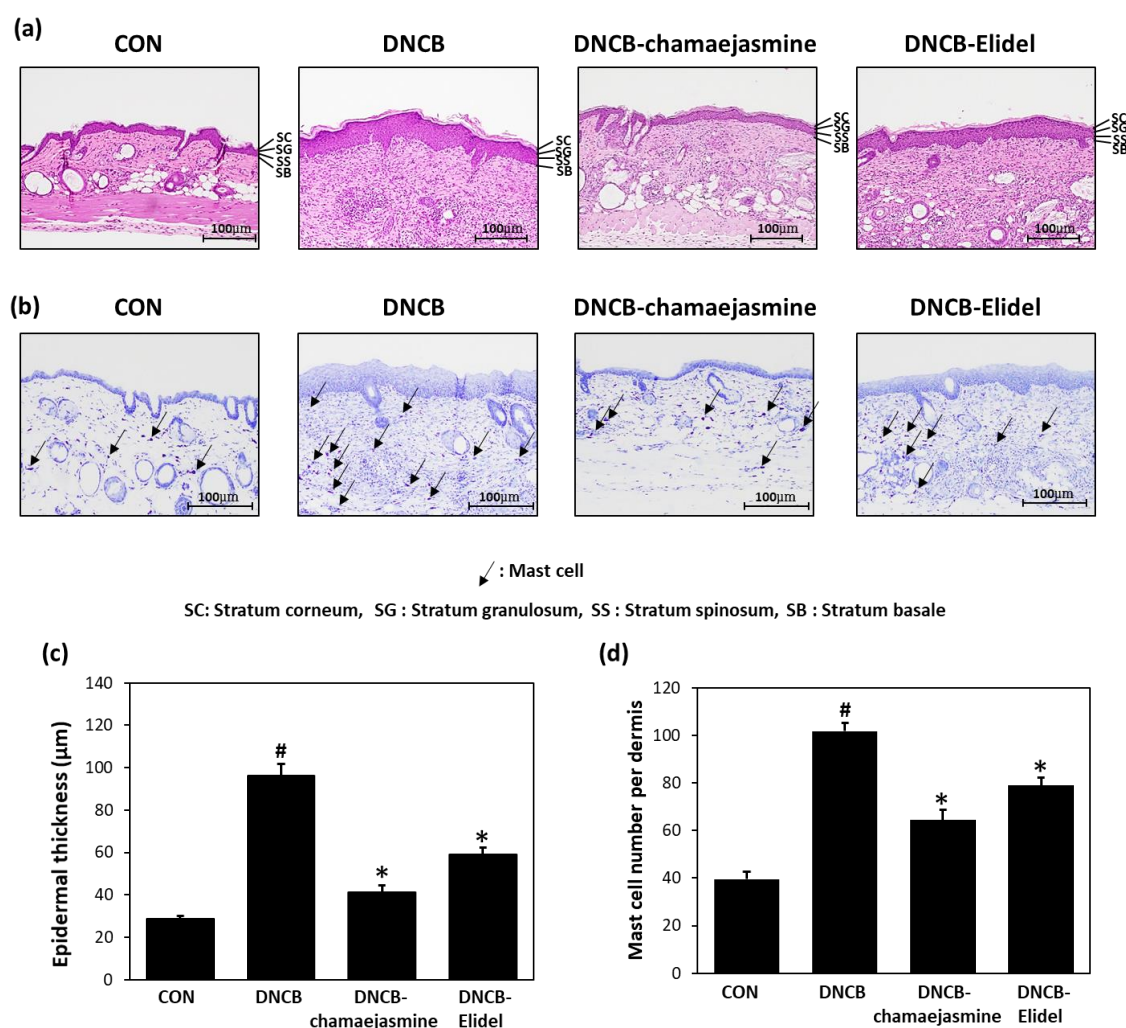 (a)
CON DNCB DNCB-chamaejasmine DNCB-Elidel
SC SC SC SC
SG SG SG SG
SS SS SS SS
SB SB SB SB
100µm 100µm 100µm 100µm
(b)
CON DNCB DNCB-chamaejasmine DNCB-Elidel
100µm 100µm 100µm 100µm
: Mast cell
SC: Stratum corneum, SG : Stratum granulosum, SS : Stratum spinosum, SB : Stratum basale
(c)
Epidermal thickness (µm)
140
120
100
80
60
40
20
0
#
*
*
CON DNCB DNCB-chamaejasmine DNCB-Elidel
(d)
Mast cell number per dermis
120
100
80
60
40
20
0
#
*
*
CON DNCB DNCB-chamaejasmine DNCB-Elidel